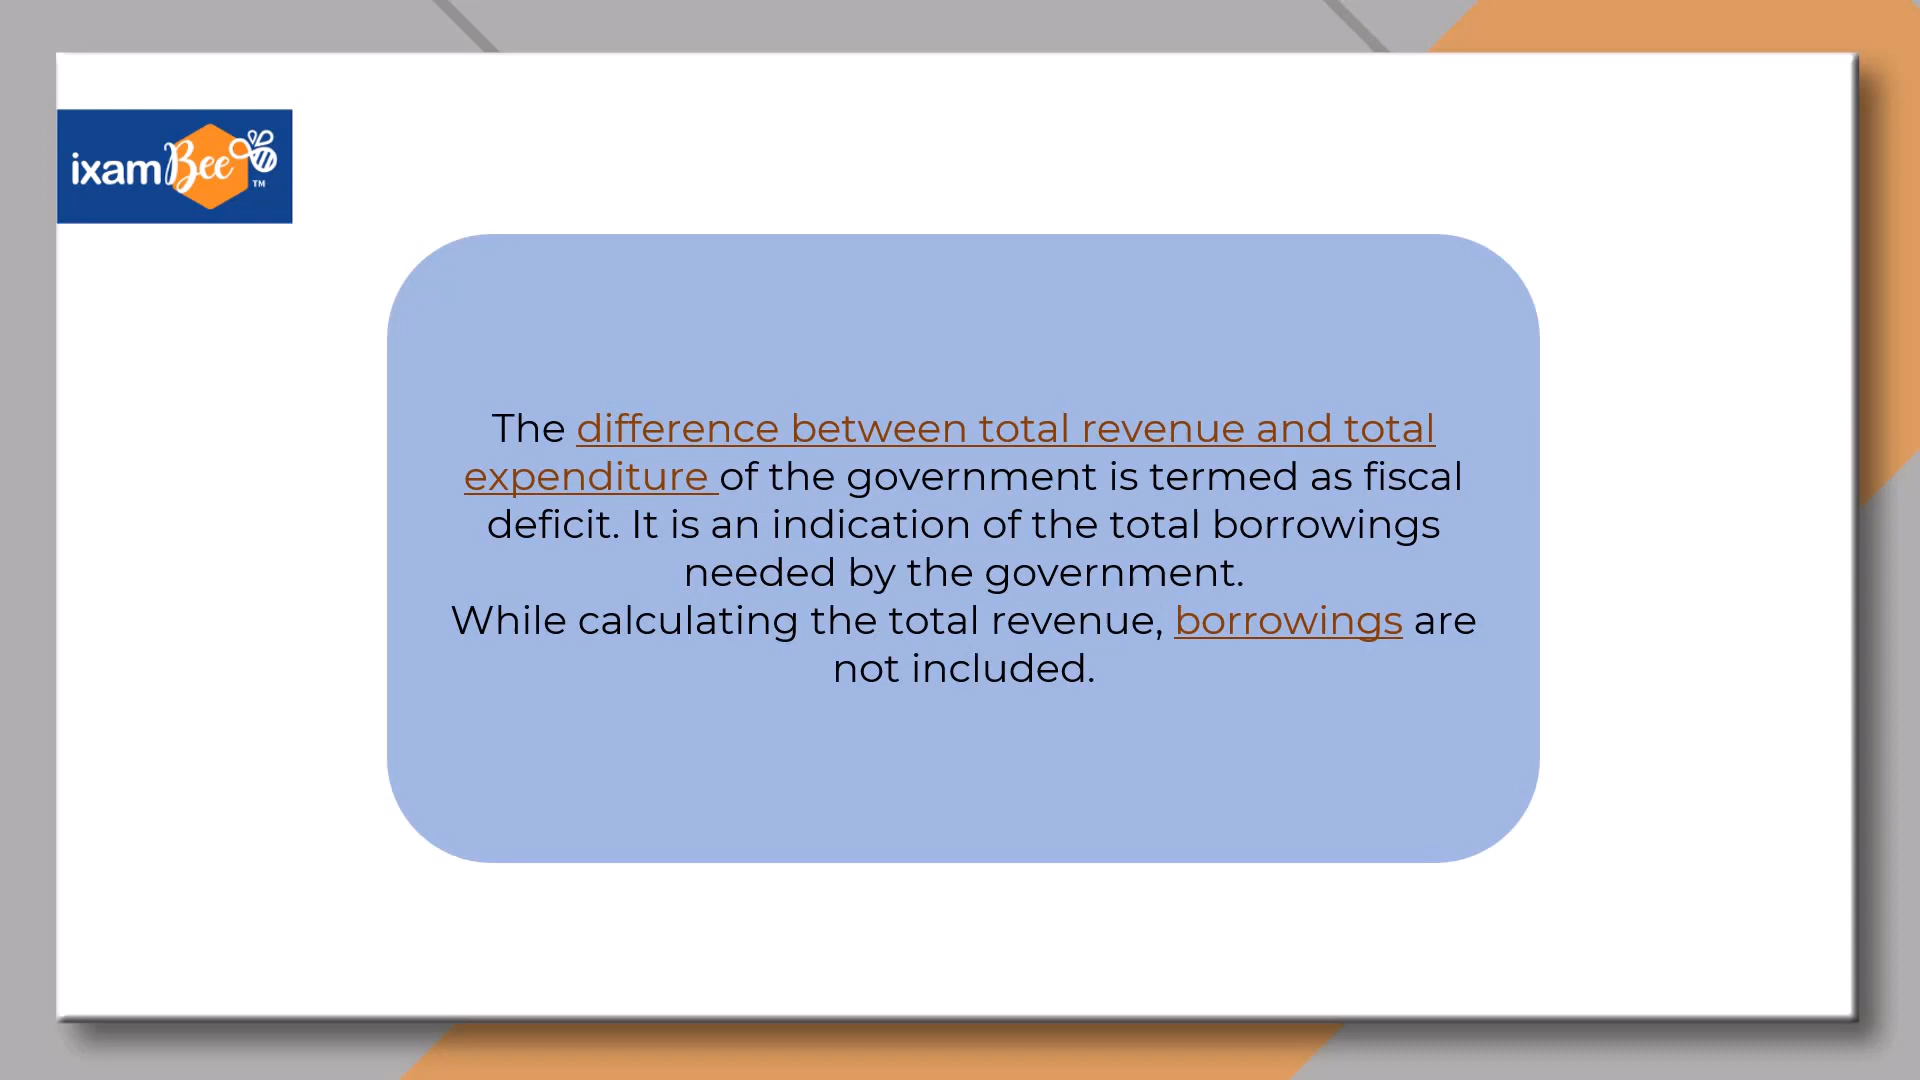 ixamBee TM
The difference between total revenue and total
expenditure of the government is termed as fiscal
deficit. It is an indication of the total borrowings
needed by the government.
While calculating the total revenue, borrowings are
not included.